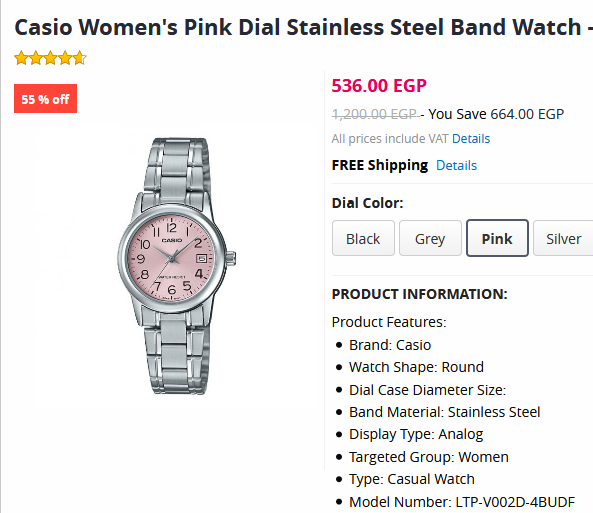 Casio Women's Pink Dial Stainless Steel Band Watch -
55 % off
536.00 EGP
1,200.00 EGP - You Save 664.00 EGP
All prices include VAT Details
FREE Shipping Details
Dial Color:
Black Grey Pink Silver
12
11 1
10 2
CASIO
9 5
8 4
WATER RESIST
7 6 5
PRODUCT INFORMATION:
Product Features:
• Brand: Casio
• Watch Shape: Round
• Dial Case Diameter Size:
• Band Material: Stainless Steel
• Display Type: Analog
• Targeted Group: Women
• Type: Casual Watch
• Model Number: LTP-V002D-4BUDF